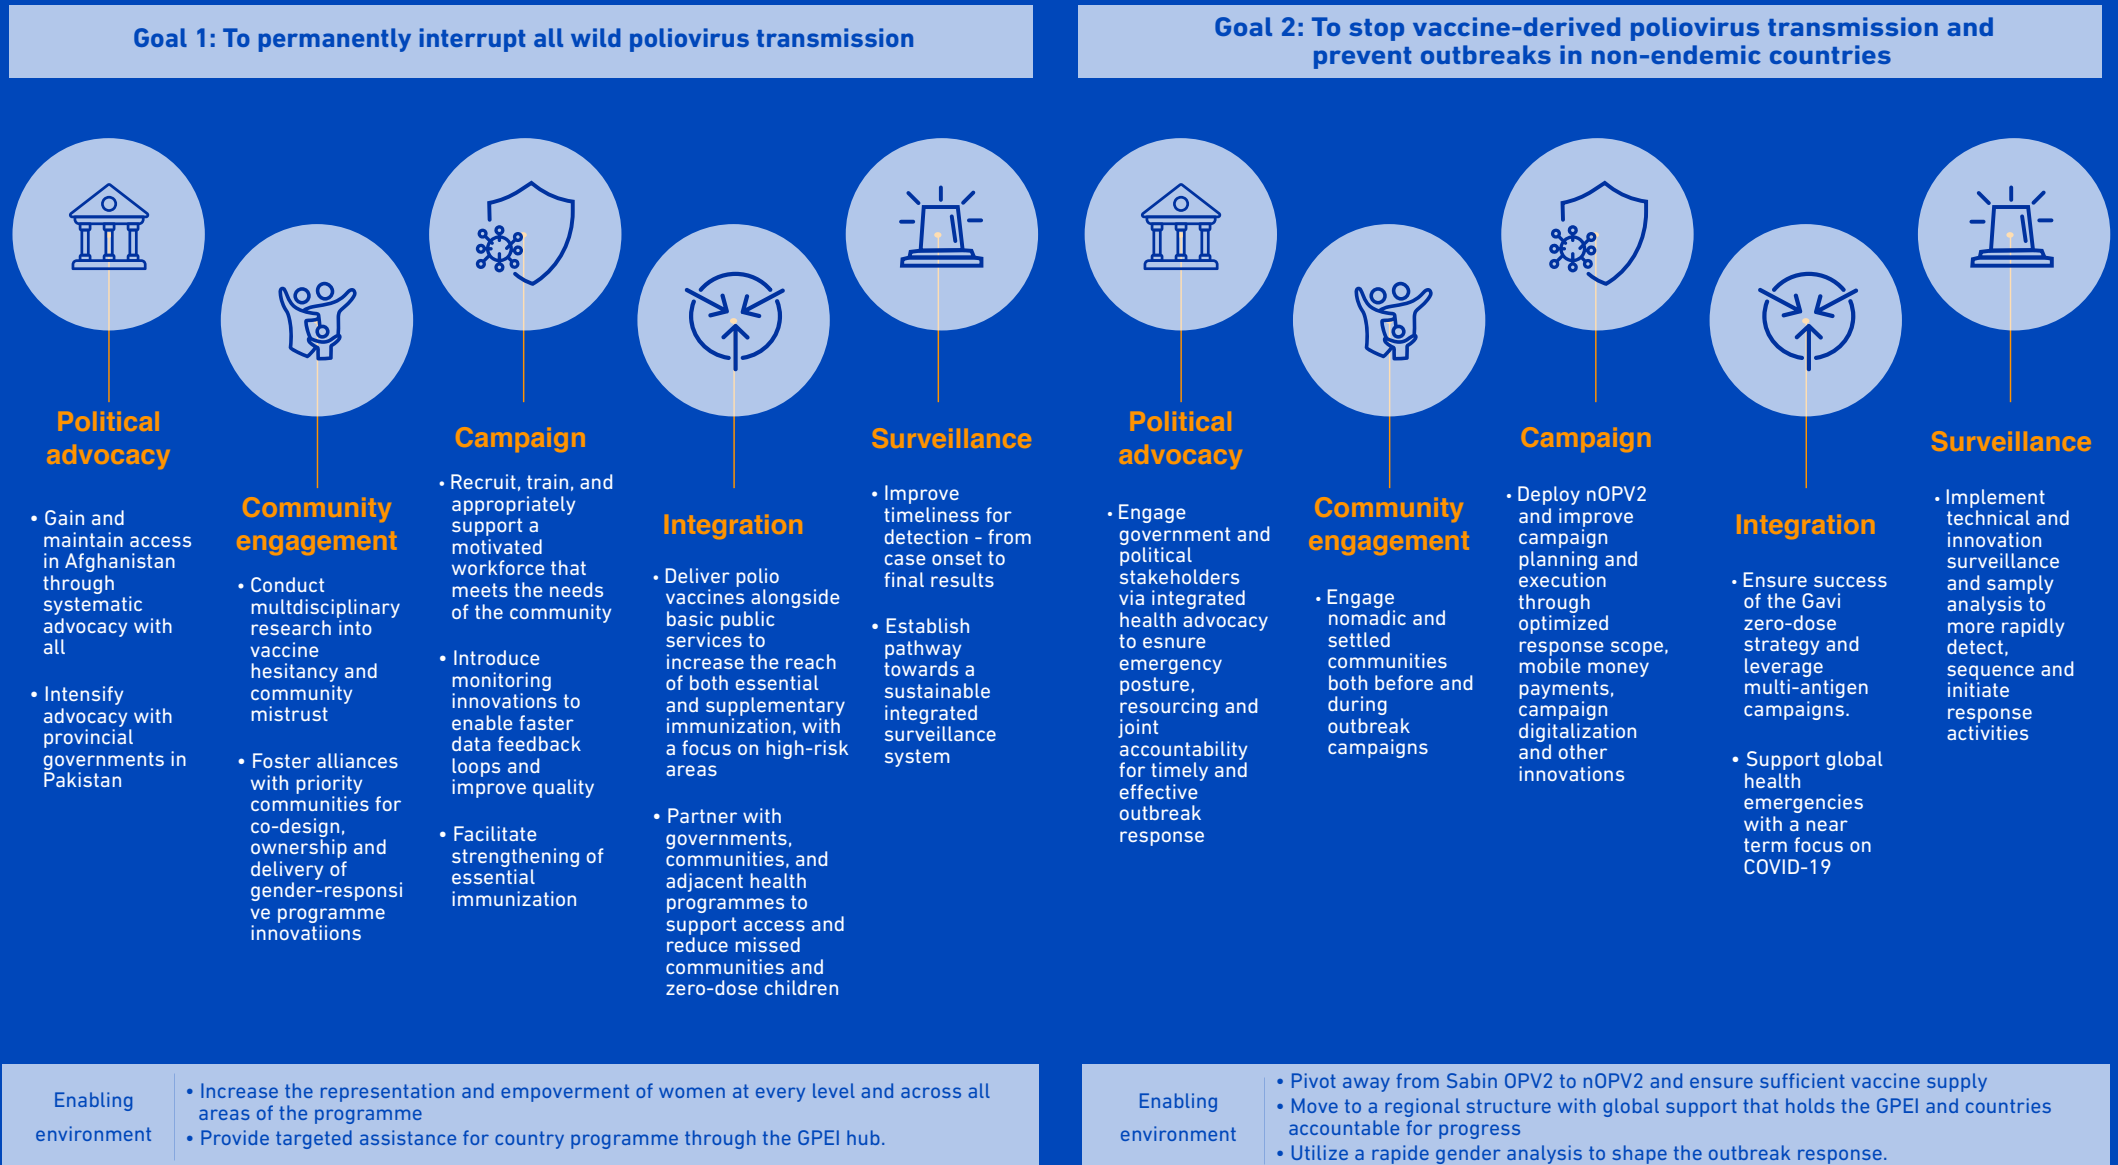 Goal 1: To permanently interrupt all wild poliovirus transmission
Political
advocacy
• Gain and
maintain access
in Afghanistan
through
systematic
advocacy with
all
• Intensify
advocacy with
provincial
governments in
Pakistan
Community
engagement
• Conduct
multdisciplinary
research into
vaccine
hesitancy and
community
mistrust
• Foster alliances
with priority
communities for
co-design,
ownership and
delivery of
gender-responsi
ve programme
innovatiions
Campaign
• Recruit, train, and
appropriately
support a
motivated
workforce that
meets the needs
of the community
• Introduce
monitoring
innovations to
enable faster
data feedback
loops and
improve quality
• Facilitate
strengthening of
essential
immunization
Integration
• Deliver polio
vaccines alongside
basic public
services to
increase the reach
of both essential
and supplementary
immunization, with
a focus on high-risk
areas
• Partner with
governments,
communities, and
adjacent health
programmes to
support access and
reduce missed
communities and
zero-dose children
Surveillance
• Improve
timeliness for
detection - from
case onset to
final results
• Establish
pathway
towards a
sustainable
integrated
surveillance
system
Enabling
environment
• Increase the representation and empoverment of women at every level and across all
areas of the programme
• Provide targeted assistance for country programme through the GPEI hub.
Goal 2: To stop vaccine-derived poliovirus transmission and
prevent outbreaks in non-endemic countries
Political
advocacy
• Engage
government and
political
stakeholders
via integrated
health advocacy
to esnure
emergency
posture,
resourcing and
joint
accountability
for timely and
effective
outbreak
response
Community
engagement
• Engage
nomadic and
settled
communities
both before and
during
outbreak
campaigns
Campaign
• Deploy nOPV2
and improve
campaign
planning and
execution
through
optimized
response scope,
mobile money
payments,
campaign
digitalization
and other
innovations
Integration
• Ensure success
of the Gavi
zero-dose
strategy and
leverage
multi-antigen
campaigns.
• Support global
health
emergencies
with a near
term focus on
COVID-19
Surveillance
• Implement
technical and
innovation
surveillance
and samply
analysis to
more rapidly
detect,
sequence and
initiate
response
activities
Enabling
environment
• Pivot away from Sabin OPV2 to nOPV2 and ensure sufficient vaccine supply
• Move to a regional structure with global support that holds the GPEI and countries
accountable for progress
• Utilize a rapide gender analysis to shape the outbreak response.